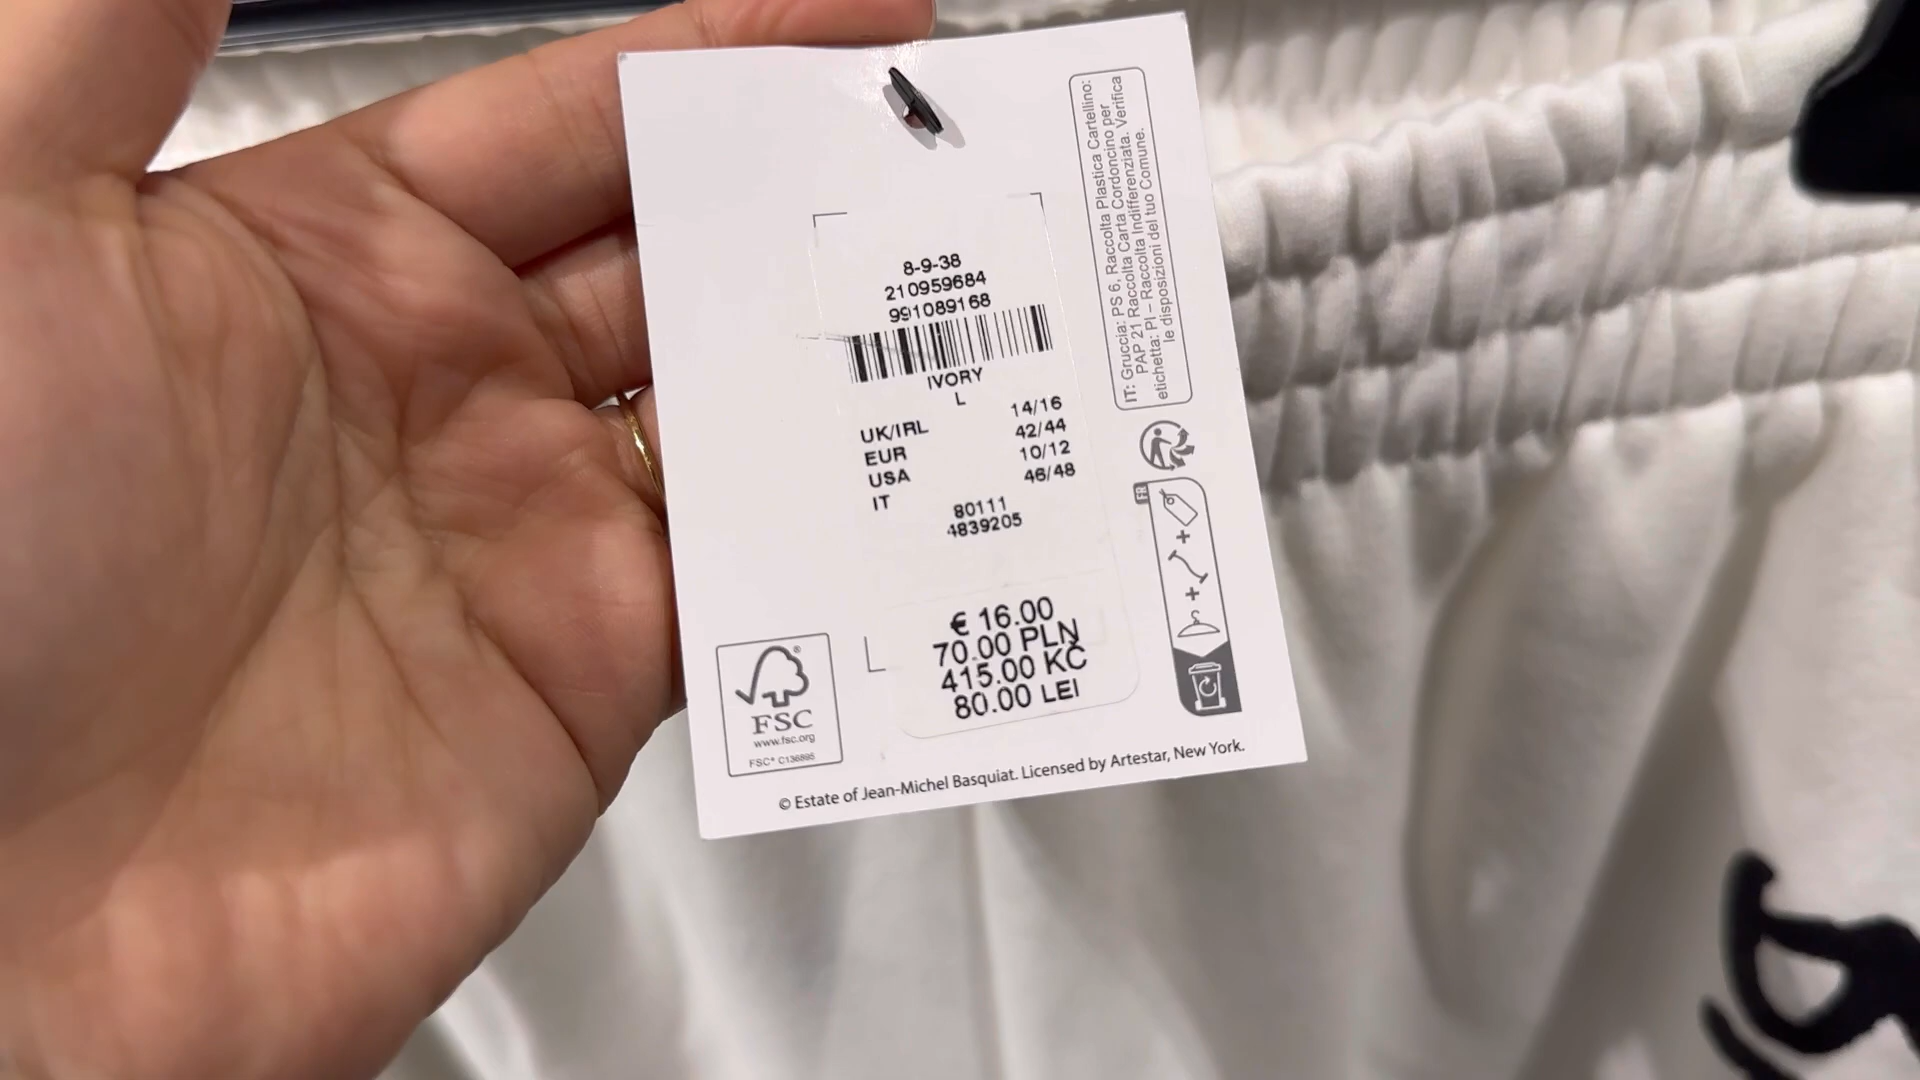 8-9-38
210959684
991089168
IVORY
L
UK/IRL 14/16
EUR 42/44
USA 10/12
IT 46/48
80111
4839205
€ 16.00
70.00 PLN
415.00 KČ
80.00 LEI
FSC®
www.fsc.org
FSC® C136895
© Estate of Jean-Michel Basquiat. Licensed by Artestar, New York.
IT: Gruccia: PS 6, Raccolta Plastica Cartellino:
PAP 21 Raccolta Carta Cordoncino per
etichetta: PI – Raccolta Indifferenziata. Verifica
le disposizioni del tuo Comune.
FR